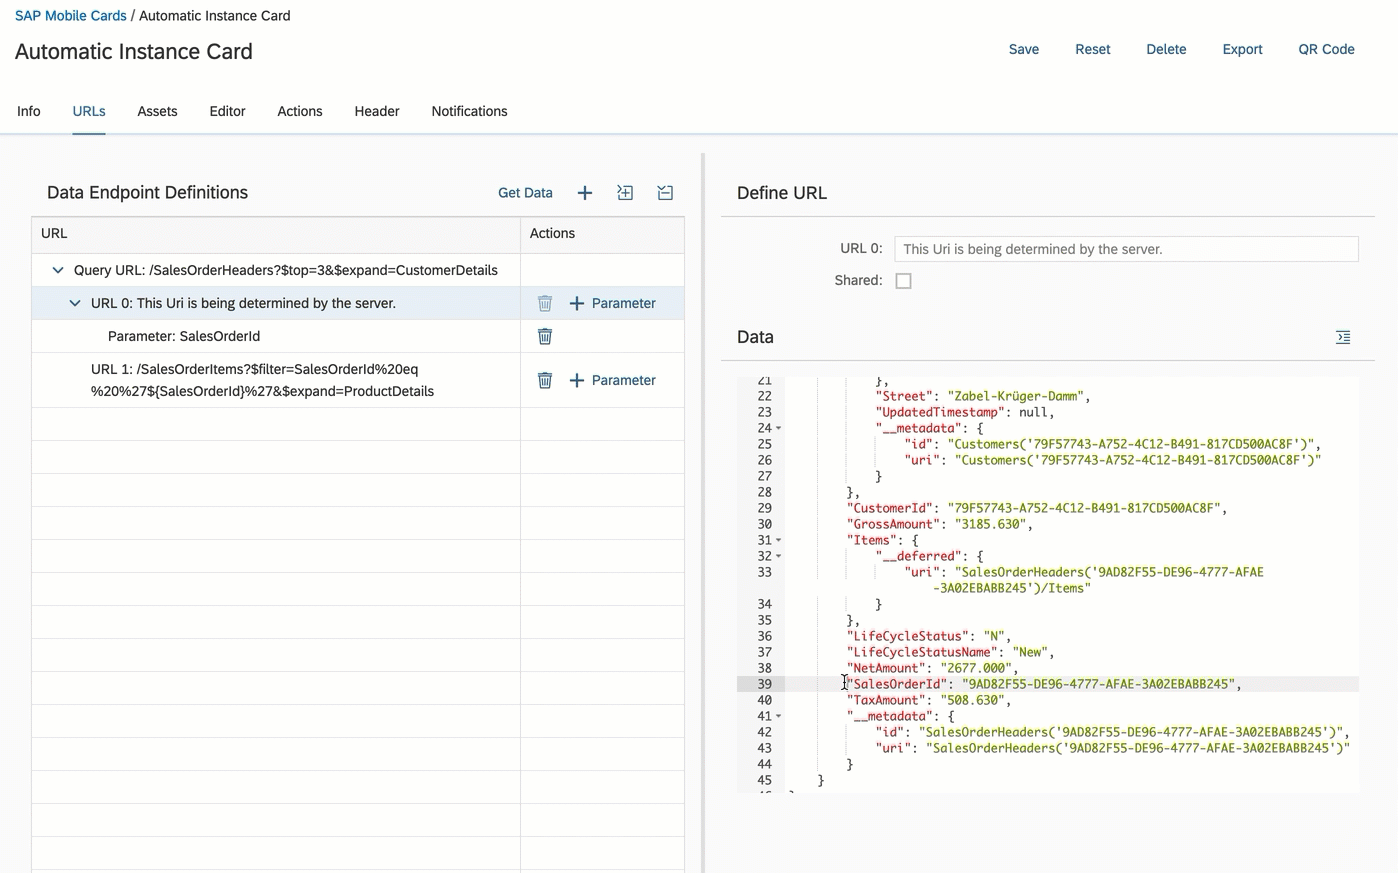 SAP Mobile Cards / Automatic Instance Card
Automatic Instance Card
Save Reset Delete Export QR Code
Info URLs Assets Editor Actions Header Notifications
Data Endpoint Definitions
Get Data
URL Actions
Query URL: /SalesOrderHeaders?$top=3&$expand=CustomerDetails
URL 0: This Uri is being determined by the server.
Parameter
Parameter: SalesOrderId
URL 1: /SalesOrderItems?$filter=SalesOrderId%20eq
%20%27${SalesOrderId}%27&$expand=ProductDetails
Parameter
Define URL
URL 0: This Uri is being determined by the server.
Shared:
Data
21 },
22 "Street": "Zabel-Krüger-Damm",
23 "UpdatedTimestamp": null,
24 "__metadata": {
25 "id": "Customers('79F57743-A752-4C12-B491-817CD500AC8F')",
26 "uri": "Customers('79F57743-A752-4C12-B491-817CD500AC8F')"
27 }
28 },
29 "CustomerId": "79F57743-A752-4C12-B491-817CD500AC8F",
30 "GrossAmount": "3185.630",
31 "Items": {
32 "__deferred": {
33 "uri": "SalesOrderHeaders('9AD82F55-DE96-4777-AFAE
-3A02EBABB245')/Items"
34 }
35 },
36 "LifeCycleStatus": "N",
37 "LifeCycleStatusName": "New",
38 "NetAmount": "2677.000",
39 "SalesOrderId": "9AD82F55-DE96-4777-AFAE-3A02EBABB245",
40 "TaxAmount": "508.630",
41 "__metadata": {
42 "id": "SalesOrderHeaders('9AD82F55-DE96-4777-AFAE-3A02EBABB245')",
43 "uri": "SalesOrderHeaders('9AD82F55-DE96-4777-AFAE-3A02EBABB245')"
44 }
45 }